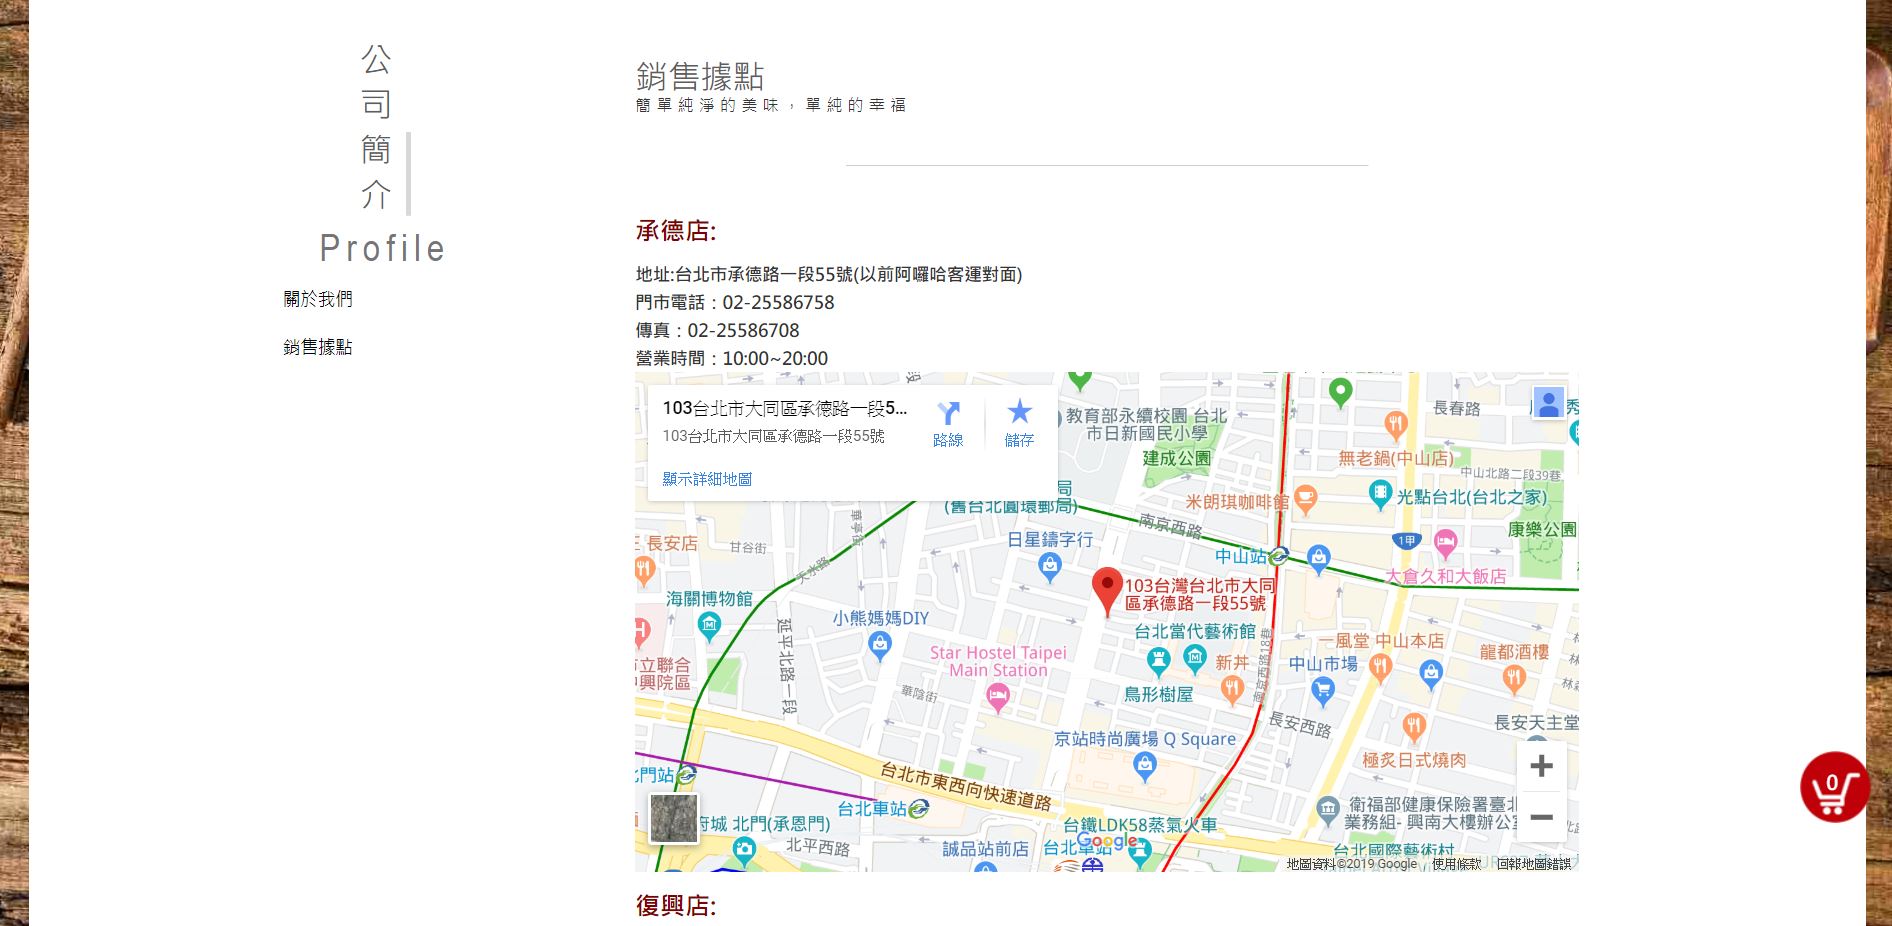 公
司
簡
介
Profile
關於我們
銷售據點
銷售據點
簡單純淨的美味，單純的幸福
承德店:
地址:台北市承德路一段55號(以前阿囉哈客運對面)
門市電話：02-25586758
傳真：02-25586708
營業時間：10:00~20:00
103台北市大同區承德路一段5...
103台北市大同區承德路一段55號
路線
儲存
顯示詳細地圖
教育部永續校園 台北
市日新國民小學
建成公園
長春路
無老鍋(中山店)
中山北路二段39巷
米朗琪咖啡館
光點台北(台北之家)
康樂公園
局
(舊台北圓環郵局)
南京西路
華亭街
長安店
甘谷街
天水路
日星鑄字行
中山站
1甲
大倉久和大飯店
103台灣台北市大同
區承德路一段55號
海關博物館
小熊媽媽DIY
延平北路一段
台北當代藝術館
南京西路18巷
一風堂 中山本店
龍都酒樓
Star Hostel Taipei
Main Station
新丼
中山市場
立聯合
興院區
華陰街
鳥形樹屋
長安西路
長安天主堂
京站時尚廣場 Q Square
極炙日式燒肉
門站
台北市東西向快速道路
台北車站
衛福部健康保險署臺北
業務組- 興南大樓辦公
府城 北門(承恩門)
台鐵LDK58蒸氣火車
Google
北平西路
誠品站前店
台北車站
台北國際藝術村
地圖資料©2019 Google
使用條款
回報地圖錯誤
0
復興店: